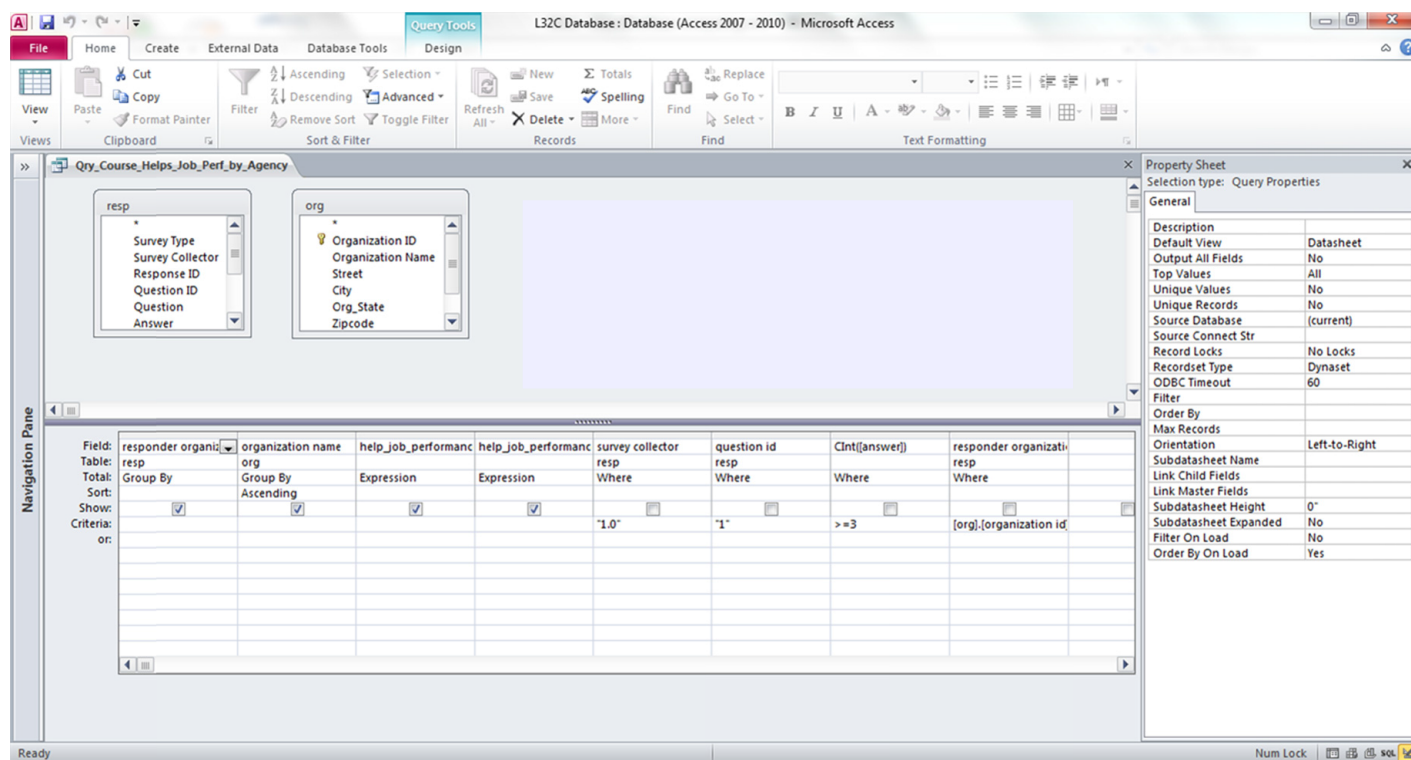 Query Tools
L32C Database : Database (Access 2007 - 2010) - Microsoft Access
File Home Create External Data Database Tools Design
View
Views
Paste
Cut
Copy
Format Painter
Clipboard
Filter
Ascending
Descending
Remove Sort
Selection
Advanced
Toggle Filter
Sort & Filter
Refresh All
New
Save
Delete
Totals
Spelling
More
Records
Find
Replace
Go To
Select
Find
B I U A
Text Formatting
Navigation Pane
Qry_Course_Helps_Job_Perf_by_Agency
resp
*
Survey Type
Survey Collector
Response ID
Question ID
Question
Answer
org
*
Organization ID
Organization Name
Street
City
Org_State
Zipcode
Field: responder organiz organization name help_job_performanc help_job_performanc survey collector question id CInt([answer]) responder organizati
Table: resp org resp resp resp
Total: Group By Group By Expression Expression Where Where Where Where
Sort: Ascending
Show:
Criteria: "1.0" "1" >=3 [org].[organization id]
or:
Property Sheet
Selection type: Query Properties
General
Description
Default View Datasheet
Output All Fields No
Top Values All
Unique Values No
Unique Records No
Source Database (current)
Source Connect Str
Record Locks No Locks
Recordset Type Dynaset
ODBC Timeout 60
Filter
Order By
Max Records
Orientation Left-to-Right
Subdatasheet Name
Link Child Fields
Link Master Fields
Subdatasheet Height 0"
Subdatasheet Expanded No
Filter On Load No
Order By On Load Yes
Ready
Num Lock
SQL